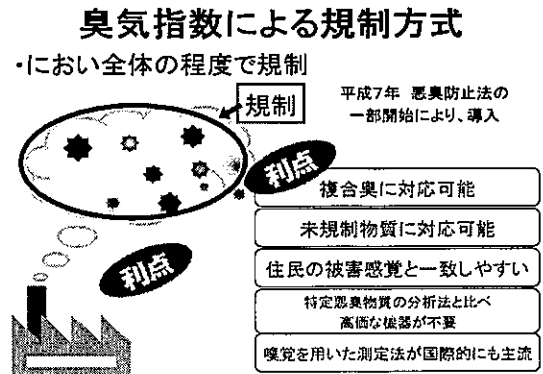 臭気指数による規制方式
・におい全体の程度で規制
規制
平成7年 悪臭防止法の
一部開始により、導入
利点
複合臭に対応可能
未規制物質に対応可能
住民の被害感覚と一致しやすい
利点
特定悪臭物質の分析法と比べ
高価な機器が不要
嗅覚を用いた測定法が国際的にも主流